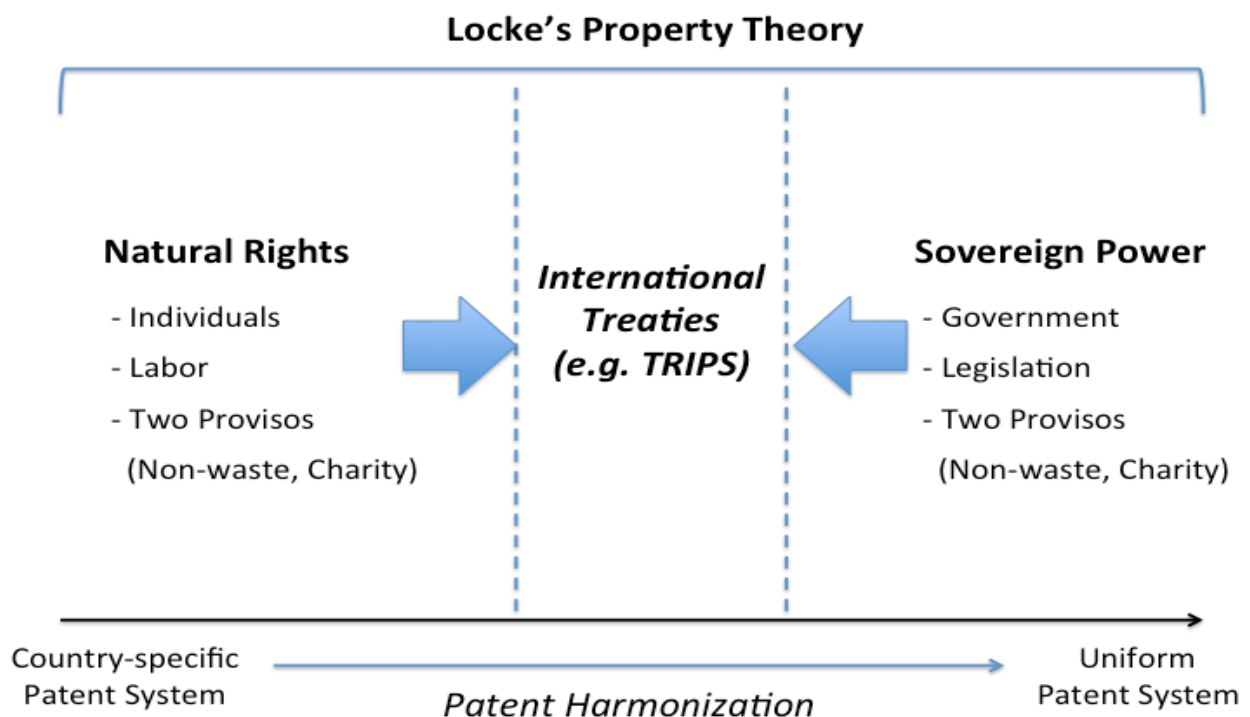 Locke’s Property Theory
Natural Rights
- Individuals
- Labor
- Two Provisos
(Non-waste, Charity)
International
Treaties
(e.g. TRIPS)
Sovereign Power
- Government
- Legislation
- Two Provisos
(Non-waste, Charity)
Country-specific
Patent System
Patent Harmonization
Uniform
Patent System